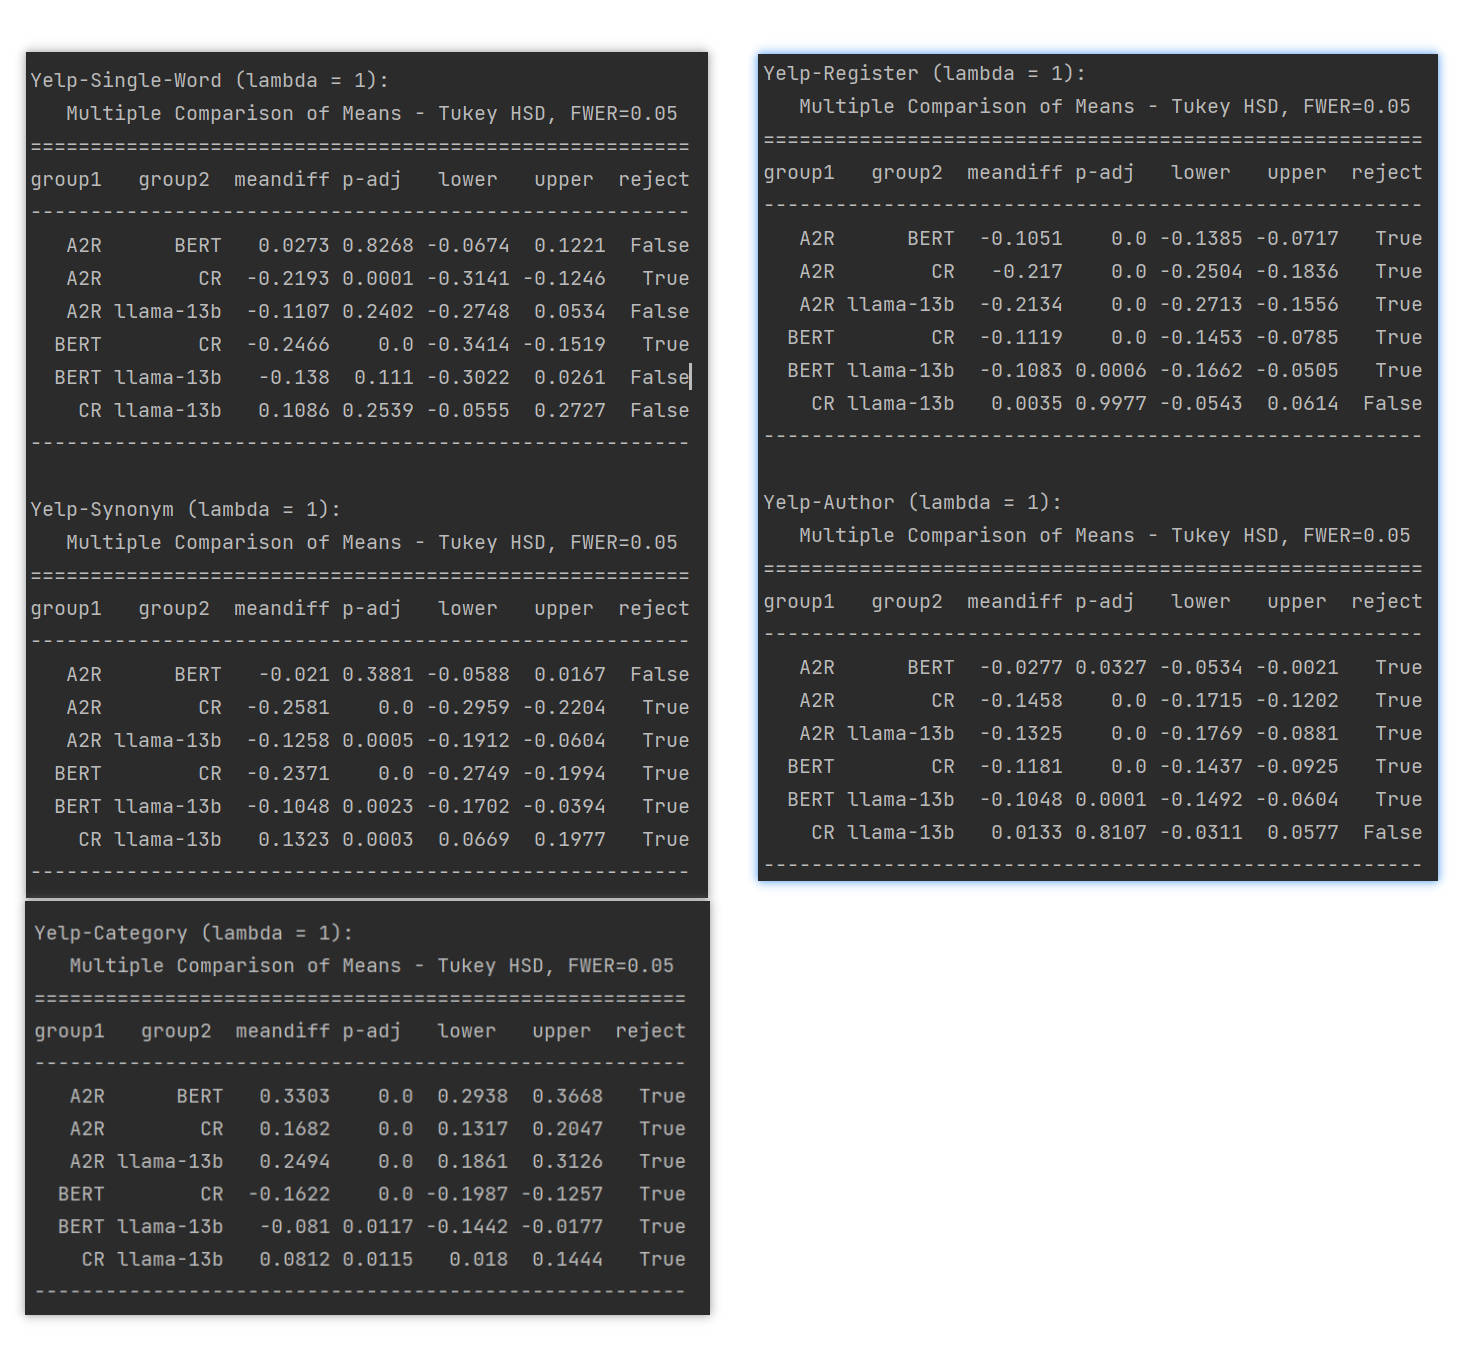 Yelp-Single-Word (lambda = 1):
   Multiple Comparison of Means - Tukey HSD, FWER=0.05
=======================================================
group1   group2  meandiff p-adj   lower   upper  reject
-------------------------------------------------------
   A2R      BERT   0.0273 0.8268 -0.0674  0.1221  False
   A2R        CR  -0.2193 0.0001 -0.3141 -0.1246   True
   A2R llama-13b  -0.1107 0.2402 -0.2748  0.0534  False
  BERT        CR  -0.2466    0.0 -0.3414 -0.1519   True
  BERT llama-13b   -0.138  0.111 -0.3022  0.0261  False
    CR llama-13b   0.1086 0.2539 -0.0555  0.2727  False
-------------------------------------------------------
Yelp-Synonym (lambda = 1):
   Multiple Comparison of Means - Tukey HSD, FWER=0.05
=======================================================
group1   group2  meandiff p-adj   lower   upper  reject
-------------------------------------------------------
   A2R      BERT   -0.021 0.3881 -0.0588  0.0167  False
   A2R        CR  -0.2581    0.0 -0.2959 -0.2204   True
   A2R llama-13b  -0.1258 0.0005 -0.1912 -0.0604   True
  BERT        CR  -0.2371    0.0 -0.2749 -0.1994   True
  BERT llama-13b  -0.1048 0.0023 -0.1702 -0.0394   True
    CR llama-13b   0.1323 0.0003  0.0669  0.1977   True
-------------------------------------------------------
Yelp-Category (lambda = 1):
   Multiple Comparison of Means - Tukey HSD, FWER=0.05
=======================================================
group1   group2  meandiff p-adj   lower   upper  reject
-------------------------------------------------------
   A2R      BERT   0.3303    0.0  0.2938  0.3668   True
   A2R        CR   0.1682    0.0  0.1317  0.2047   True
   A2R llama-13b   0.2494    0.0  0.1861  0.3126   True
  BERT        CR  -0.1622    0.0 -0.1987 -0.1257   True
  BERT llama-13b   -0.081 0.0117 -0.1442 -0.0177   True
    CR llama-13b   0.0812 0.0115   0.018  0.1444   True
-------------------------------------------------------
Yelp-Register (lambda = 1):
   Multiple Comparison of Means - Tukey HSD, FWER=0.05
=======================================================
group1   group2  meandiff p-adj   lower   upper  reject
-------------------------------------------------------
   A2R      BERT  -0.1051    0.0 -0.1385 -0.0717   True
   A2R        CR   -0.217    0.0 -0.2504 -0.1836   True
   A2R llama-13b  -0.2134    0.0 -0.2713 -0.1556   True
  BERT        CR  -0.1119    0.0 -0.1453 -0.0785   True
  BERT llama-13b  -0.1083 0.0006 -0.1662 -0.0505   True
    CR llama-13b   0.0035 0.9977 -0.0543  0.0614  False
-------------------------------------------------------
Yelp-Author (lambda = 1):
   Multiple Comparison of Means - Tukey HSD, FWER=0.05
=======================================================
group1   group2  meandiff p-adj   lower   upper  reject
-------------------------------------------------------
   A2R      BERT  -0.0277 0.0327 -0.0534 -0.0021   True
   A2R        CR  -0.1458    0.0 -0.1715 -0.1202   True
   A2R llama-13b  -0.1325    0.0 -0.1769 -0.0881   True
  BERT        CR  -0.1181    0.0 -0.1437 -0.0925   True
  BERT llama-13b  -0.1048 0.0001 -0.1492 -0.0604   True
    CR llama-13b   0.0133 0.8107 -0.0311  0.0577  False
-------------------------------------------------------